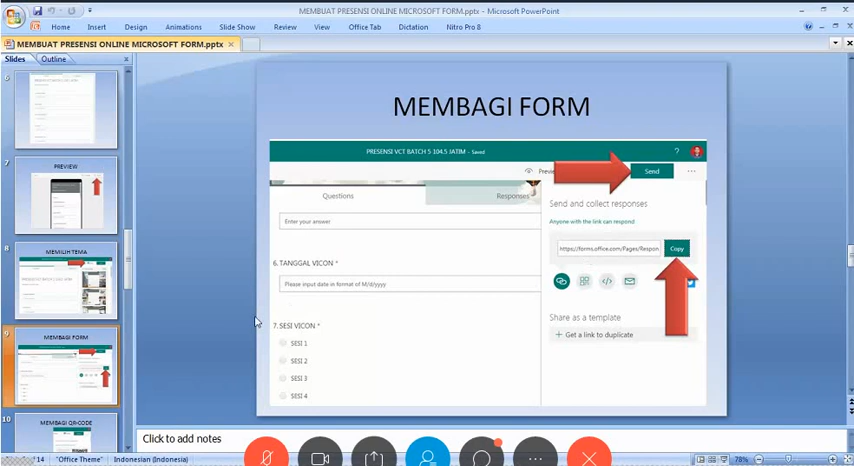 MEMBUAT PRESENSI ONLINE MICROSOFT FORM.pptx - Microsoft PowerPoint
Home Insert Design Animations Slide Show Review View Office Tab Dictation Nitro Pro 8
MEMBUAT PRESENSI ONLINE MICROSOFT FORM.pptx
Slides Outline
6
7
PREVIEW
8
MEMILIH TEMA
9
MEMBAGI FORM
10
MEMBAGI QR-CODE
MEMBAGI FORM
PRESENSI VCT BATCH 5 104.5 JATIM - Saved
?
Send
Questions
Responses
Enter your answer
6. TANGGAL VICON *
Please input date in format of M/d/yyyy
7. SESI VICON *
SESI 1
SESI 2
SESI 3
SESI 4
Send and collect responses
Anyone with the link can respond
https://forms.office.com/Pages/Respon
Copy
Share as a template
+ Get a link to duplicate
Click to add notes
14 "Office Theme" Indonesian (Indonesia)
78%